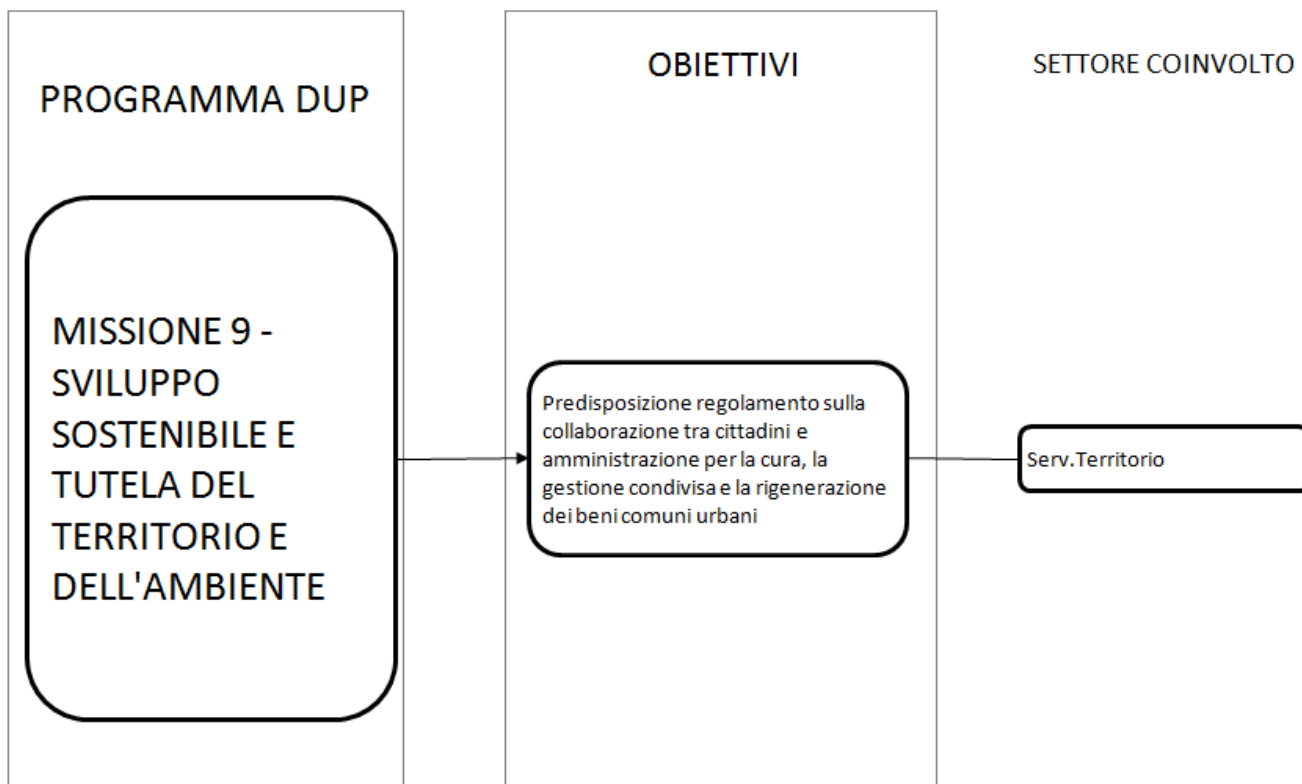 PROGRAMMA DUP
MISSIONE 9 -
SVILUPPO
SOSTENIBILE E
TUTELA DEL
TERRITORIO E
DELL'AMBIENTE
OBIETTIVI
Predisposizione regolamento sulla
collaborazione tra cittadini e
amministrazione per la cura, la
gestione condivisa e la rigenerazione
dei beni comuni urbani
SETTORE COINVOLTO
Serv.Territorio